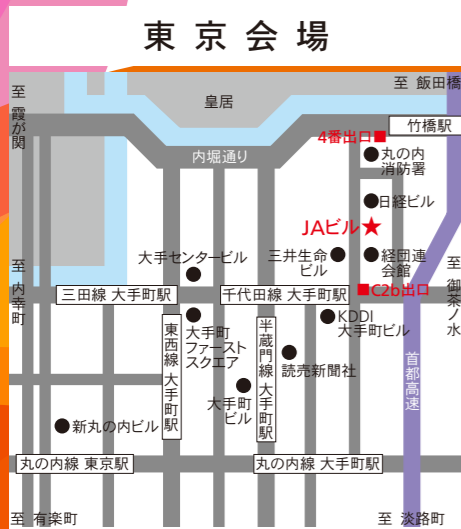 東京会場
至 飯田橋
至 霞が関
皇居
竹橋駅
4番出口
内堀通り
丸の内
消防署
日経ビル
JAビル★
大手センタービル
三井生命
ビル
経団連
会館
至 内幸町
至 御茶ノ水
三田線 大手町駅
千代田線 大手町駅
C2b出口
東西線 大手町駅
大手町
ファースト
スクエア
半蔵門線 大手町駅
KDDI
大手町ビル
首都高速
読売新聞社
大手町
ビル
新丸の内ビル
丸の内線 東京駅
丸の内線 大手町駅
至 有楽町
至 淡路町